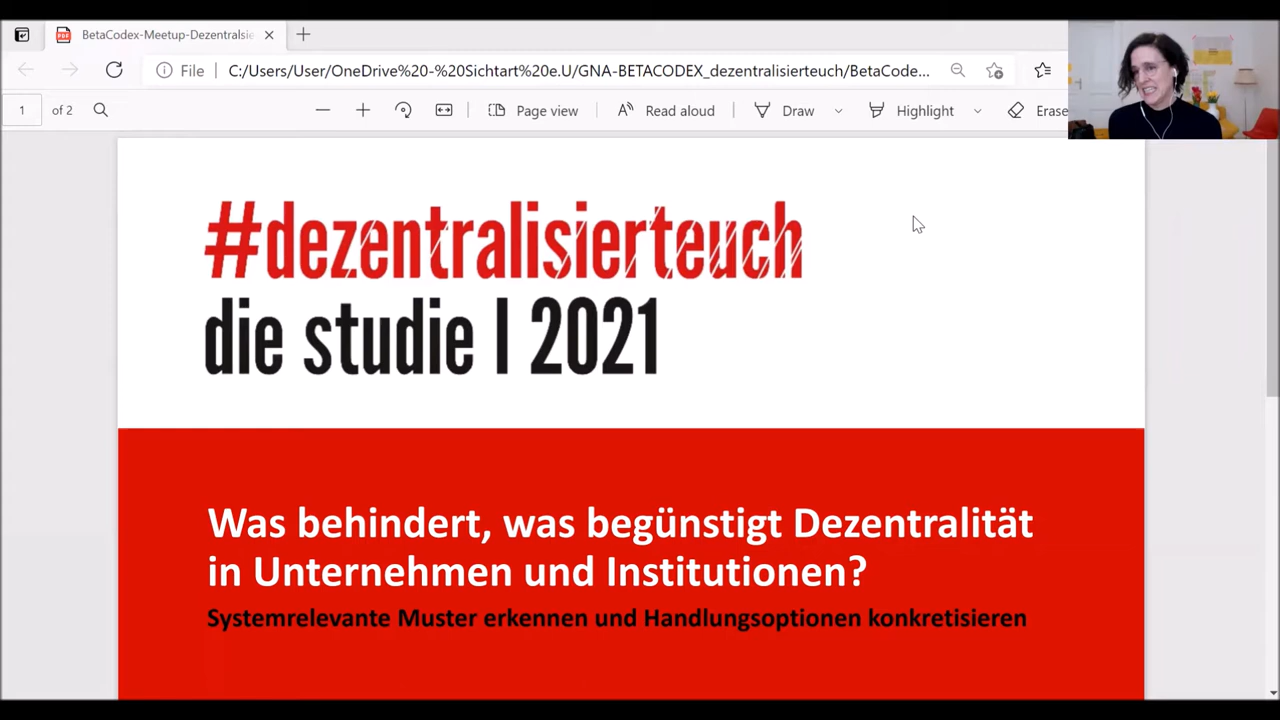 BetaCodex-Meetup-Dezentralsie
File
C:/Users/User/OneDrive%20-%20Sichtart%20e.U/GNA-BETACODEX_dezentralisierteuch/BetaCode...
1 of 2
Page view
Read aloud
Draw
Highlight
Erase
#dezentralisierteuch
die studie I 2021
Was behindert, was begünstigt Dezentralität
in Unternehmen und Institutionen?
Systemrelevante Muster erkennen und Handlungsoptionen konkretisieren